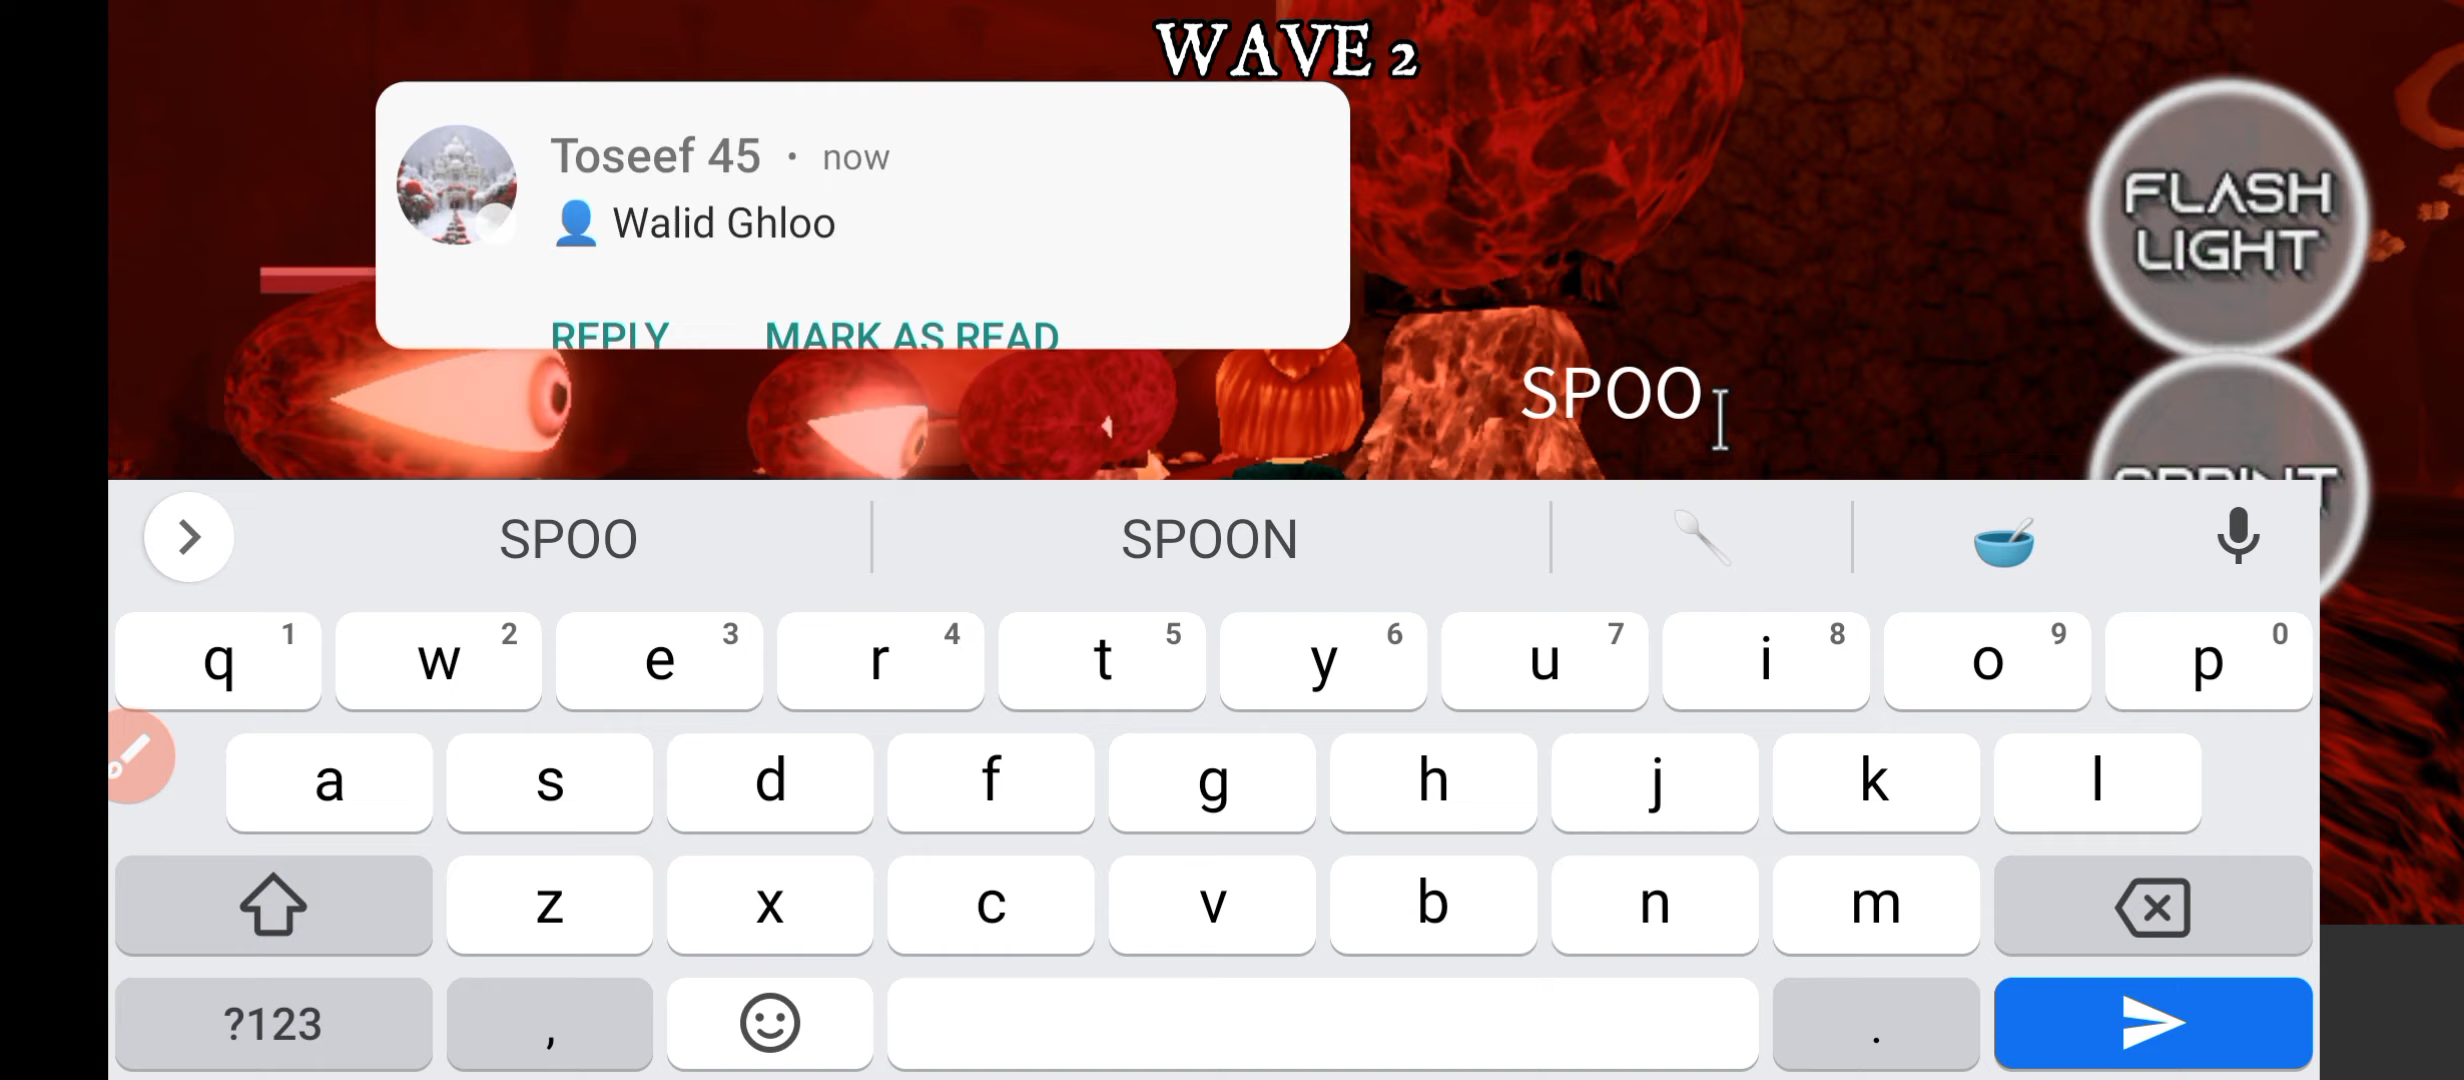 WAVE 2
Toseef 45 · now
👤 Walid Ghloo
REPLY MARK AS READ
FLASH
LIGHT
SPOO
SPRINT
SPOO SPOON
q 1 w 2 e 3 r 4 t 5 y 6 u 7 i 8 o 9 p 0
a s d f g h j k l
z x c v b n m
?123 , .